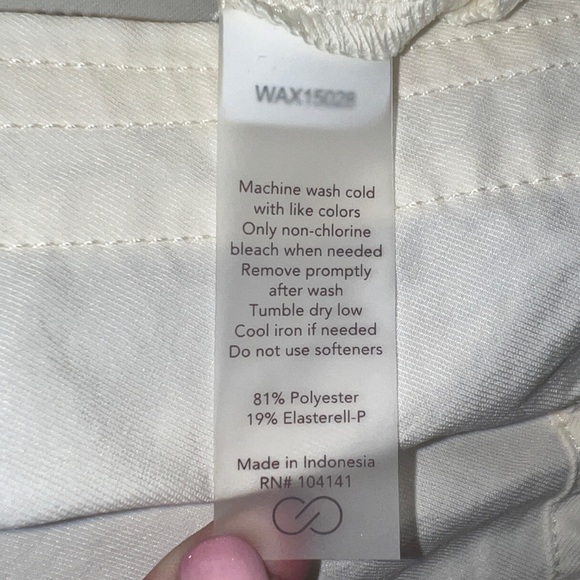 WAX15028
Machine wash cold
with like colors
Only non-chlorine
bleach when needed
Remove promptly
after wash
Tumble dry low
Cool iron if needed
Do not use softeners
81% Polyester
19% Elasterell-P
Made in Indonesia
RN# 104141